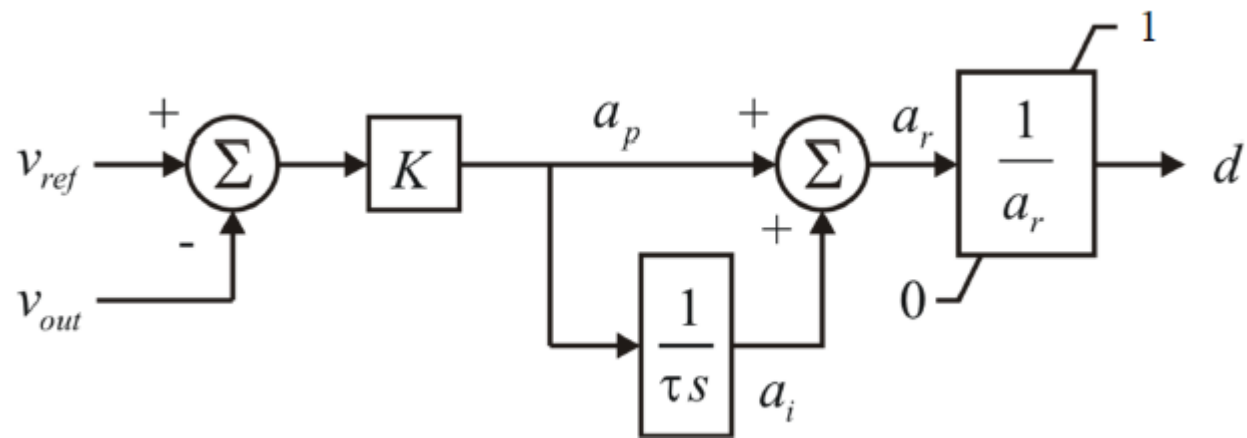 1
+
a_p
+
a_r
v_ref
Σ
K
Σ
1
a_r
d
-
+
v_out
1
τs
a_i
0